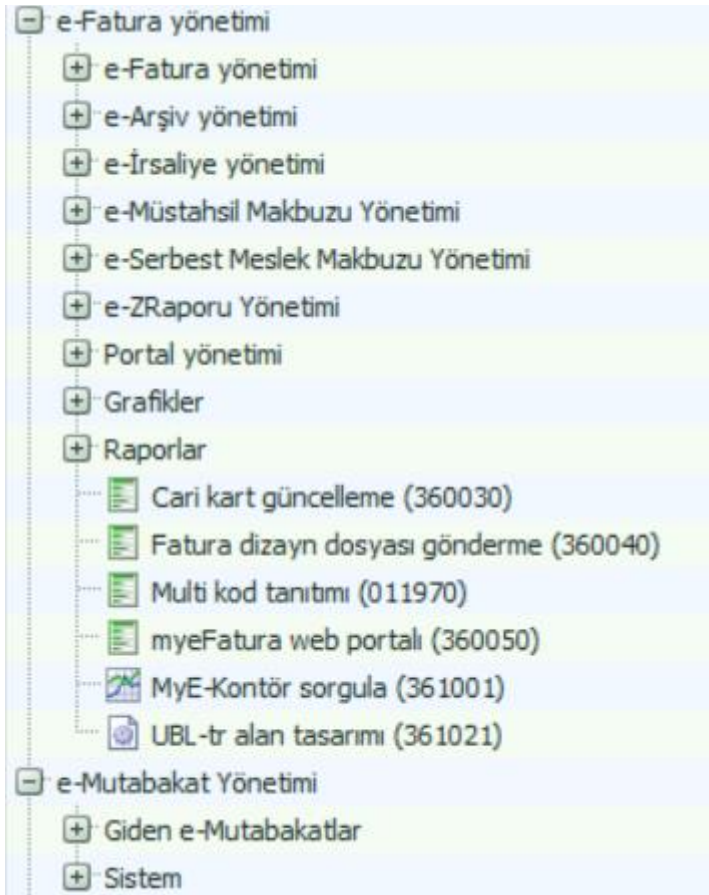 e-Fatura yönetimi
e-Fatura yönetimi
e-Arşiv yönetimi
e-İrsaliye yönetimi
e-Müstahsil Makbuzu Yönetimi
e-Serbest Meslek Makbuzu Yönetimi
e-ZRaporu Yönetimi
Portal yönetimi
Grafikler
Raporlar
Cari kart güncelleme (360030)
Fatura dizayn dosyası gönderme (360040)
Multi kod tanıtımı (011970)
myeFatura web portalı (360050)
MyE-Kontör sorgula (361001)
UBL-tr alan tasarımı (361021)
e-Mutabakat Yönetimi
Giden e-Mutabakatlar
Sistem